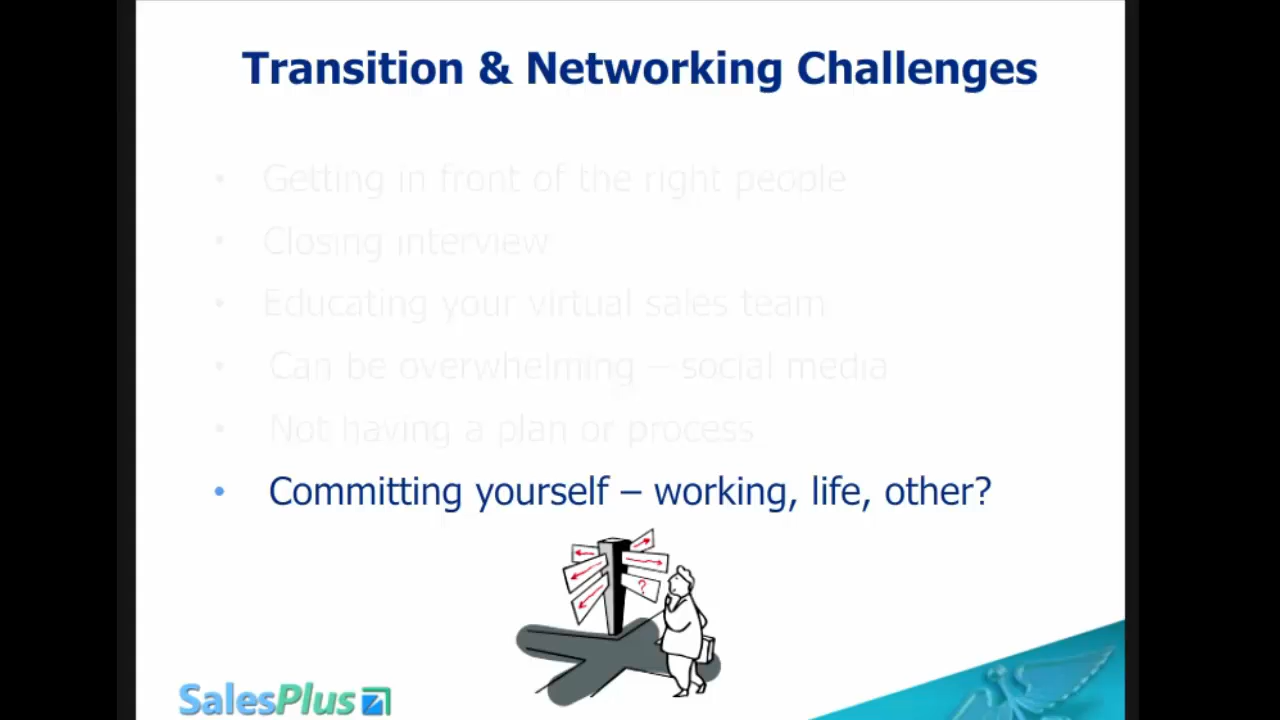 Transition & Networking Challenges
• Getting in front of the right people
• Closing interview
• Educating your virtual sales team
• Can be overwhelming – social media
• Not having a plan or process
• Committing yourself – working, life, other?
?
SalesPlus